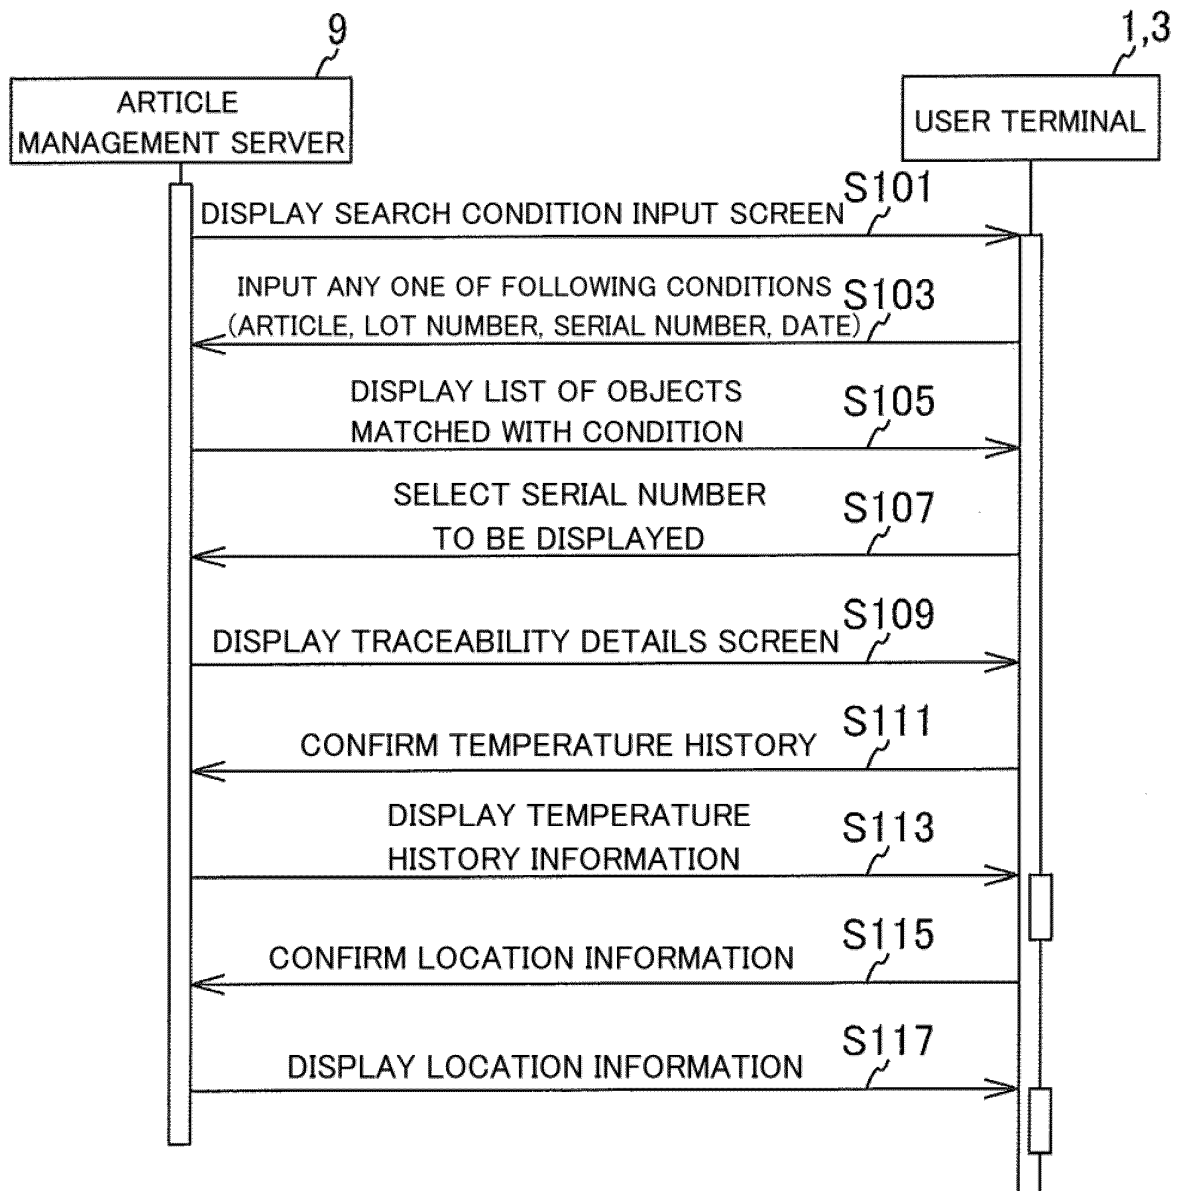 9
1,3
ARTICLE
MANAGEMENT SERVER
USER TERMINAL
S101
DISPLAY SEARCH CONDITION INPUT SCREEN
INPUT ANY ONE OF FOLLOWING CONDITIONS
S103
(ARTICLE, LOT NUMBER, SERIAL NUMBER, DATE)
DISPLAY LIST OF OBJECTS
S105
MATCHED WITH CONDITION
SELECT SERIAL NUMBER
S107
TO BE DISPLAYED
S109
DISPLAY TRACEABILITY DETAILS SCREEN
S111
CONFIRM TEMPERATURE HISTORY
DISPLAY TEMPERATURE
S113
HISTORY INFORMATION
S115
CONFIRM LOCATION INFORMATION
S117
DISPLAY LOCATION INFORMATION